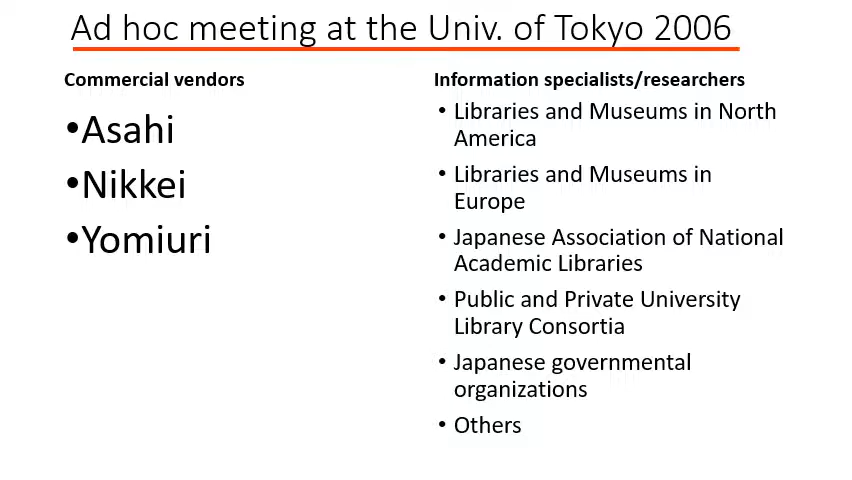 Ad hoc meeting at the Univ. of Tokyo 2006
Commercial vendors
•Asahi
•Nikkei
•Yomiuri
Information specialists/researchers
• Libraries and Museums in North
America
• Libraries and Museums in
Europe
• Japanese Association of National
Academic Libraries
• Public and Private University
Library Consortia
• Japanese governmental
organizations
• Others